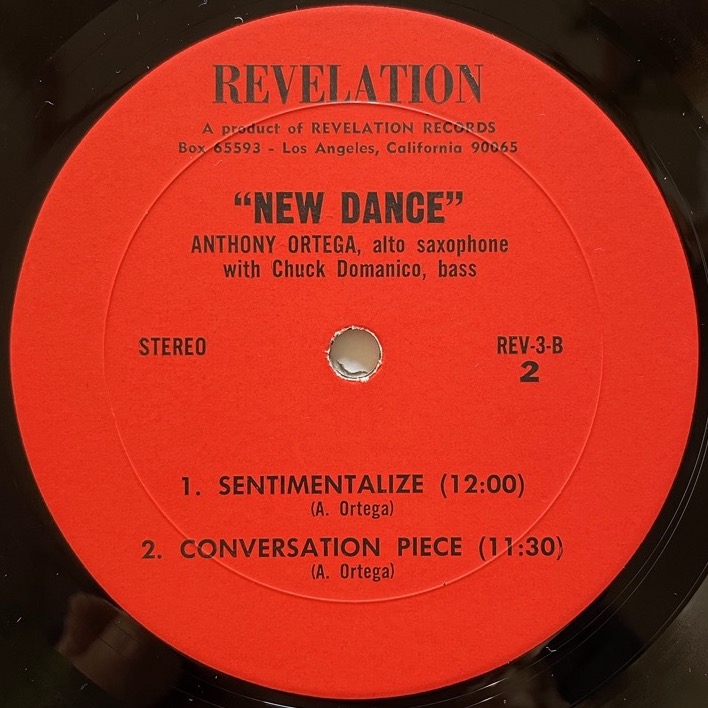 REVELATION
A product of REVELATION RECORDS
Box 65593 - Los Angeles, California 90065
“NEW DANCE”
ANTHONY ORTEGA, alto saxophone
with Chuck Domanico, bass
STEREO
REV-3-B
2
1. SENTIMENTALIZE (12:00)
(A. Ortega)
2. CONVERSATION PIECE (11:30)
(A. Ortega)